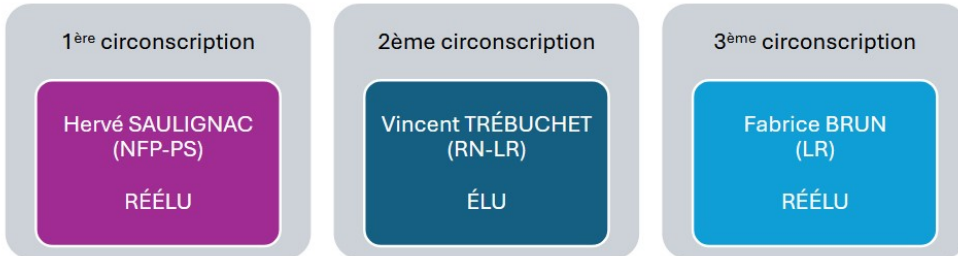 1ère circonscription
Hervé SAULIGNAC
(NFP-PS)
RÉÉLU
2ème circonscription
Vincent TRÉBUCHET
(RN-LR)
ÉLU
3ème circonscription
Fabrice BRUN
(LR)
RÉÉLU